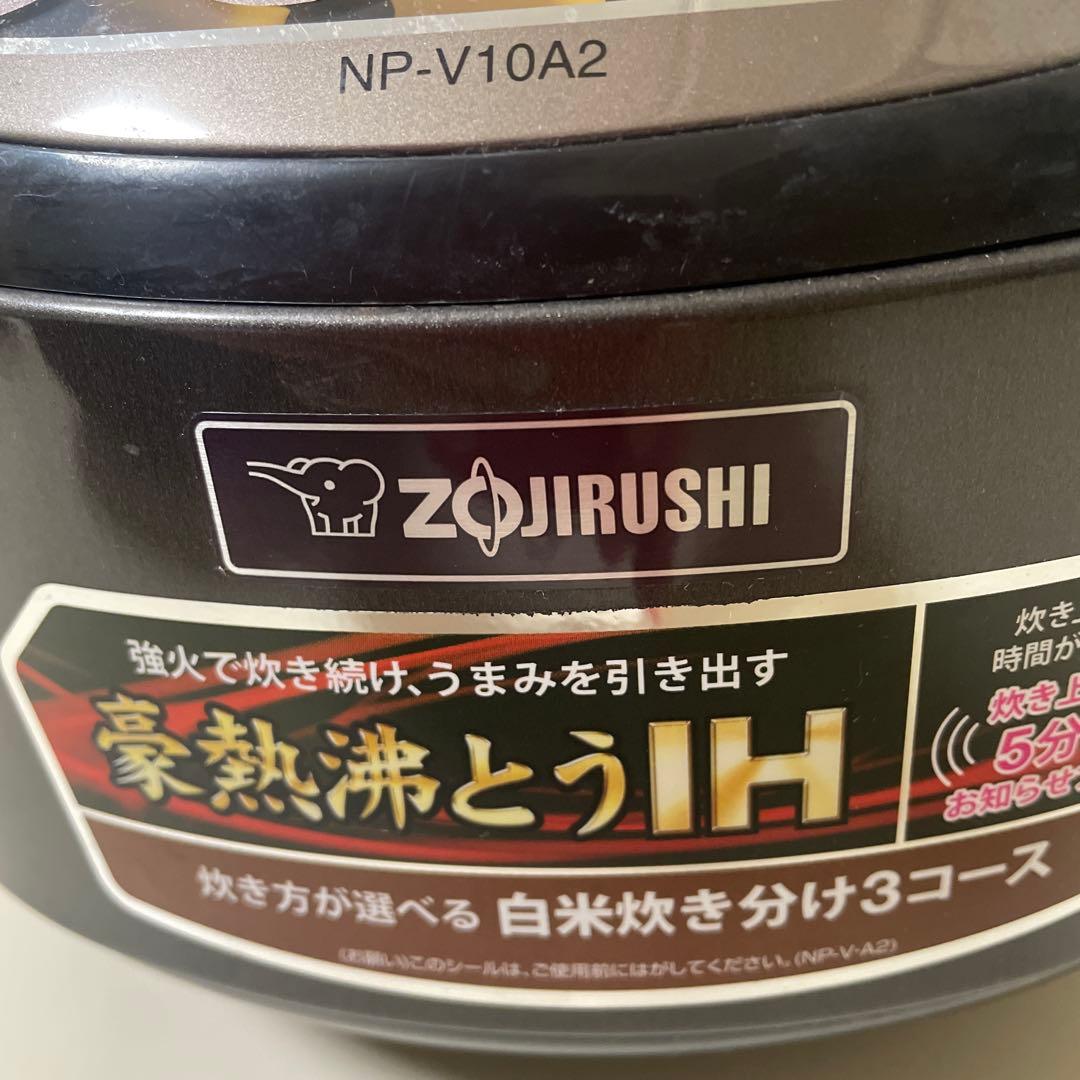 NP-V10A2
ZOJIRUSHI
強火で炊き続け、うまみを引き出す
豪熱沸とうIH
炊き上
時間が
炊き上
5分
お知らせ
炊き方が選べる 白米炊き分け3コース
(お願い)このシールは、ご使用前にはがしてください。(NP-V-A2)